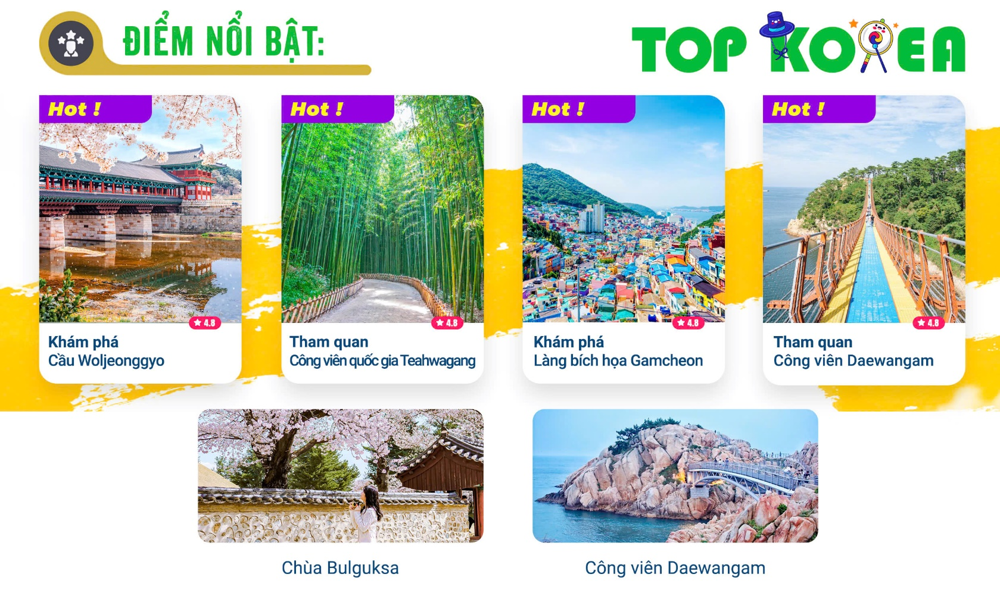 ĐIỂM NỔI BẬT:
TOP KOREA
Hot !
Hot !
Hot !
Hot !
4.8
4.8
4.8
4.8
Khám phá
Cầu Woljeonggyo
Tham quan
Công viên quốc gia Teahwagang
Khám phá
Làng bích họa Gamcheon
Tham quan
Công viên Daewangam
Chùa Bulguksa
Công viên Daewangam